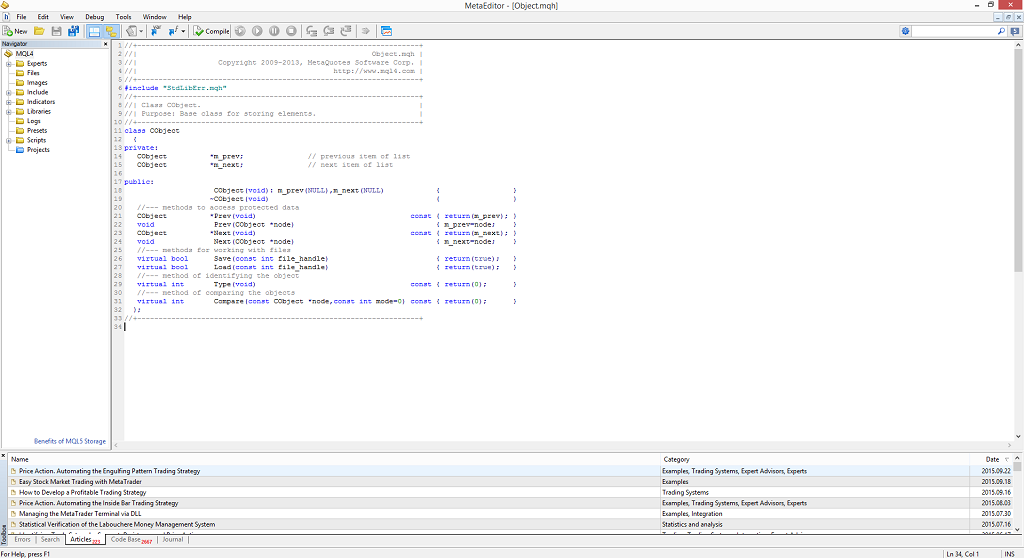 MetaEditor - [Object.mqh]
File Edit View Debug Tools Window Help
New Compile
Navigator
MQL4
Experts
Files
Images
Include
Indicators
Libraries
Logs
Presets
Scripts
Projects
Benefits of MQL5 Storage
1 //+------------------------------------------------------------------+
2 //| Object.mqh |
3 //| Copyright 2009-2013, MetaQuotes Software Corp. |
4 //| http://www.mql4.com |
5 //+------------------------------------------------------------------+
6 #include "StdLibErr.mqh"
7 //+------------------------------------------------------------------+
8 //| Class CObject. |
9 //| Purpose: Base class for storing elements. |
10 //+------------------------------------------------------------------+
11 class CObject
12 {
13 private:
14 CObject *m_prev; // previous item of list
15 CObject *m_next; // next item of list
16
17 public:
18 CObject(void): m_prev(NULL),m_next(NULL) { }
19 ~CObject(void) { }
20 //--- methods to access protected data
21 CObject *Prev(void) const { return(m_prev); }
22 void Prev(CObject *node) { m_prev=node; }
23 CObject *Next(void) const { return(m_next); }
24 void Next(CObject *node) { m_next=node; }
25 //--- methods for working with files
26 virtual bool Save(const int file_handle) { return(true); }
27 virtual bool Load(const int file_handle) { return(true); }
28 //--- method of identifying the object
29 virtual int Type(void) const { return(0); }
30 //--- method of comparing the objects
31 virtual int Compare(const CObject *node,const int mode=0) const { return(0); }
32 };
33 //+------------------------------------------------------------------+
34
Name Category Date
Price Action. Automating the Engulfing Pattern Trading Strategy Examples, Trading Systems, Expert Advisors, Experts 2015.09.22
Easy Stock Market Trading with MetaTrader Examples 2015.09.18
How to Develop a Profitable Trading Strategy Trading Systems 2015.09.16
Price Action. Automating the Inside Bar Trading Strategy Examples, Trading Systems, Expert Advisors, Experts 2015.08.03
Managing the MetaTrader Terminal via DLL Examples, Integration 2015.07.30
Statistical Verification of the Labouchere Money Management System Statistics and analysis 2015.07.16
Toolbox
Errors Search Articles 223 Code Base 2667 Journal
For Help, press F1 Ln 34, Col 1 INS